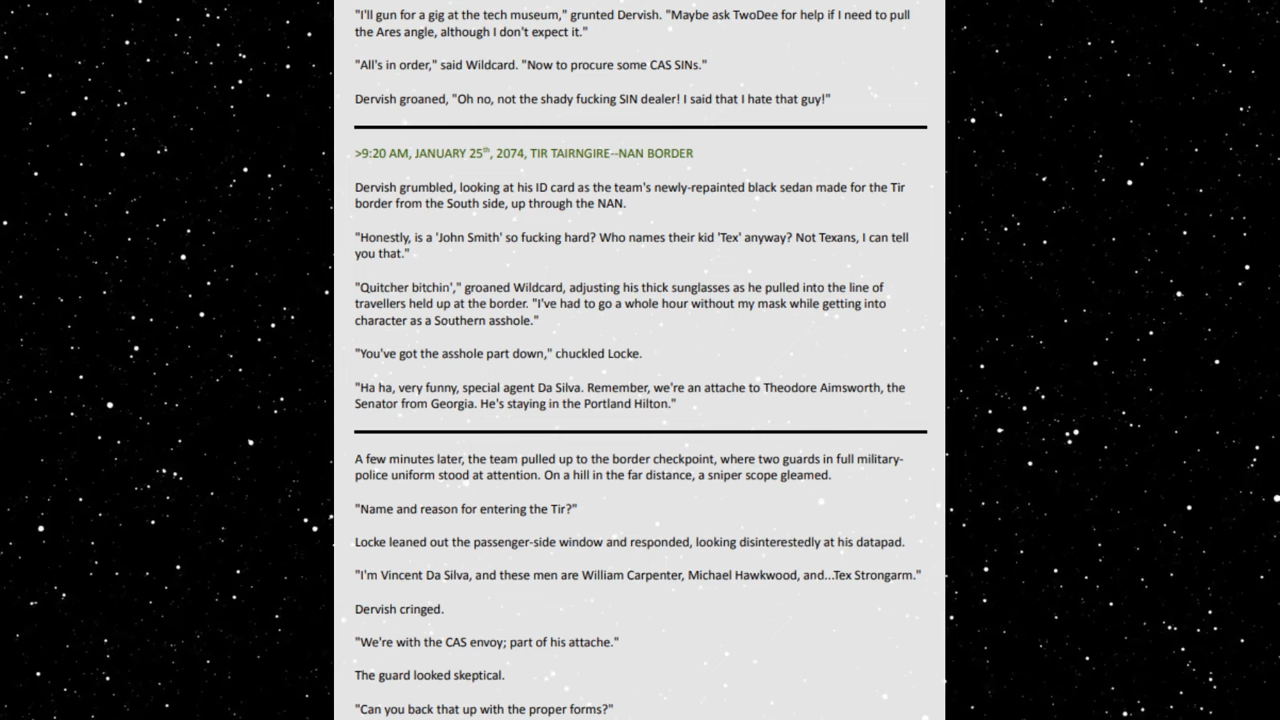 "I'll gun for a gig at the tech museum," grunted Dervish. "Maybe ask TwoDee for help if I need to pull
the Ares angle, although I don't expect it."
"All's in order," said Wildcard. "Now to procure some CAS SINs."
Dervish groaned, "Oh no, not the shady fucking SIN dealer! I said that I hate that guy!"
>9:20 AM, JANUARY 25th, 2074, TIR TAIRNGIRE--NAN BORDER
Dervish grumbled, looking at his ID card as the team's newly-repainted black sedan made for the Tir
border from the South side, up through the NAN.
"Honestly, is a 'John Smith' so fucking hard? Who names their kid 'Tex' anyway? Not Texans, I can tell
you that."
"Quitcher bitchin'," groaned Wildcard, adjusting his thick sunglasses as he pulled into the line of
travellers held up at the border. "I've had to go a whole hour without my mask while getting into
character as a Southern asshole."
"You've got the asshole part down," chuckled Locke.
"Ha ha, very funny, special agent Da Silva. Remember, we're an attache to Theodore Aimsworth, the
Senator from Georgia. He's staying in the Portland Hilton."
A few minutes later, the team pulled up to the border checkpoint, where two guards in full military-
police uniform stood at attention. On a hill in the far distance, a sniper scope gleamed.
"Name and reason for entering the Tir?"
Locke leaned out the passenger-side window and responded, looking disinterestedly at his datapad.
"I'm Vincent Da Silva, and these men are William Carpenter, Michael Hawkwood, and...Tex Strongarm."
Dervish cringed.
"We're with the CAS envoy; part of his attache."
The guard looked skeptical.
"Can you back that up with the proper forms?"